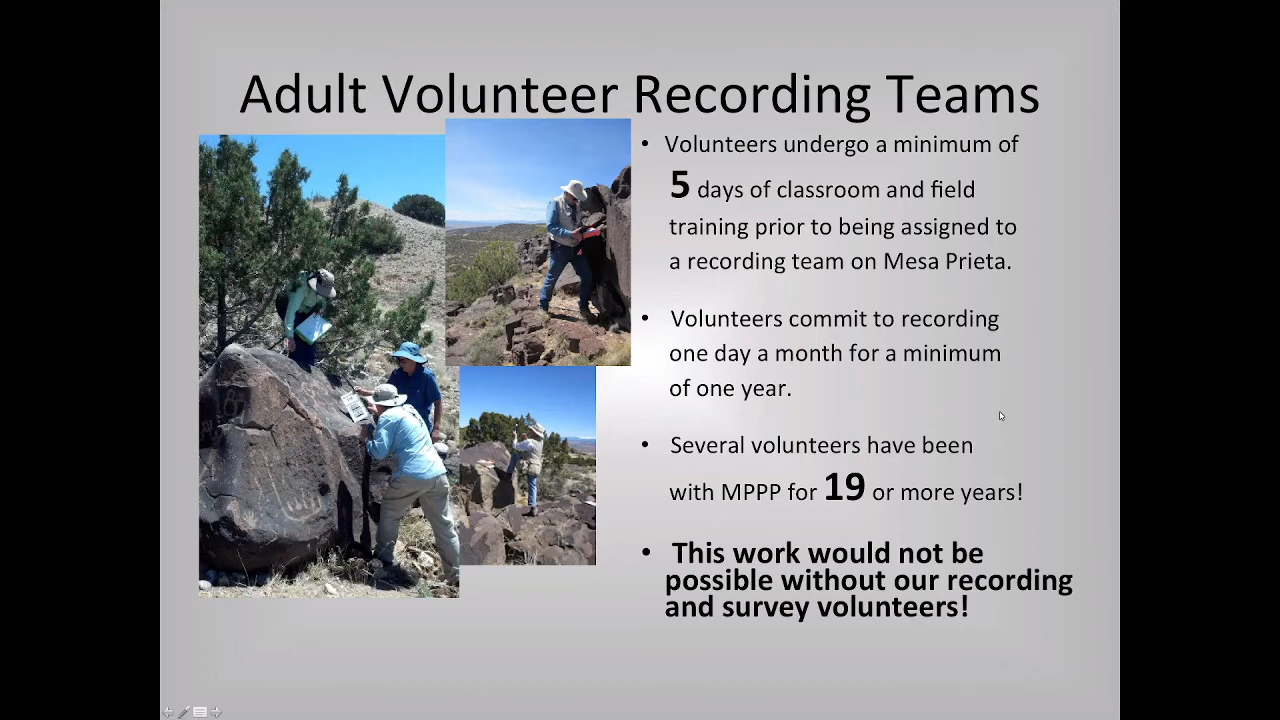 Adult Volunteer Recording Teams
• Volunteers undergo a minimum of
5 days of classroom and field
training prior to being assigned to
a recording team on Mesa Prieta.
• Volunteers commit to recording
one day a month for a minimum
of one year.
• Several volunteers have been
with MPPP for 19 or more years!
• This work would not be
possible without our recording
and survey volunteers!